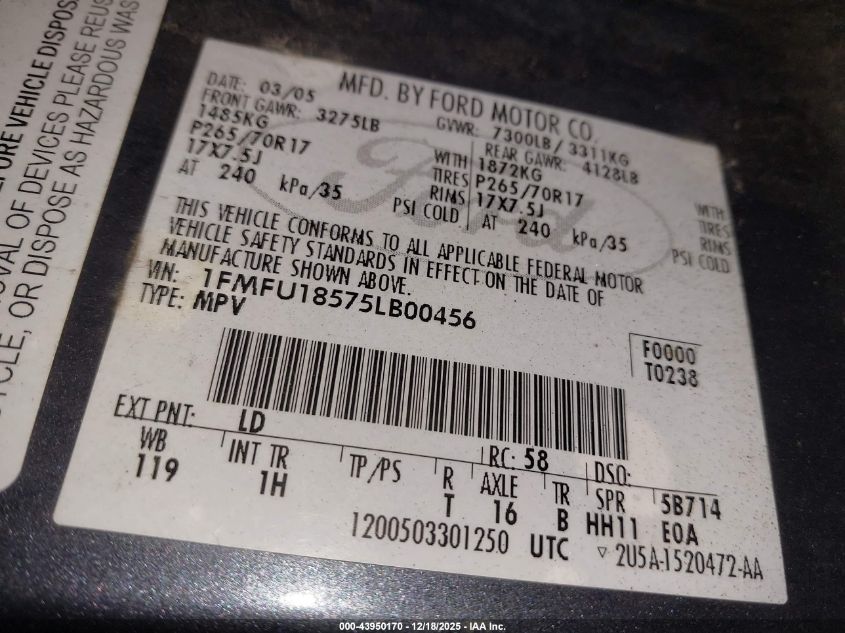 EFORE VEHICLE DISPOS
OVAL OF DEVICES PLEASE REUS
CYCLE, OR DISPOSE AS HAZARDOUS WAS
DATE: 03/05 MFD. BY FORD MOTOR CO.
FRONT GAWR: 3275LB GVWR: 7300LB/ 3311KG
1485KG REAR GAWR: 4128LB
P265/70R17 WITH 1872KG WITH
17X7.5J TIRES P265/70R17 TIRES
AT 240 kPa/35 RIMS 17X7.5J RIMS
PSI COLD AT 240 kPa/35 PSI COLD
THIS VEHICLE CONFORMS TO ALL APPLICABLE FEDERAL MOTOR
VEHICLE SAFETY STANDARDS IN EFFECT ON THE DATE OF
MANUFACTURE SHOWN ABOVE.
VIN: 1FMFU18575LB00456
TYPE: MPV
F0000
T0238
EXT PNT: LD RC: 58 DSO:
WB INT TR TP/PS R AXLE TR SPR 5B714
119 1H T 16 B HH11 E0A
1200503301250 UTC ▽ 2U5A-1520472-AA
Ford
000-43950170 - 12/18/2025 - IAA Inc.